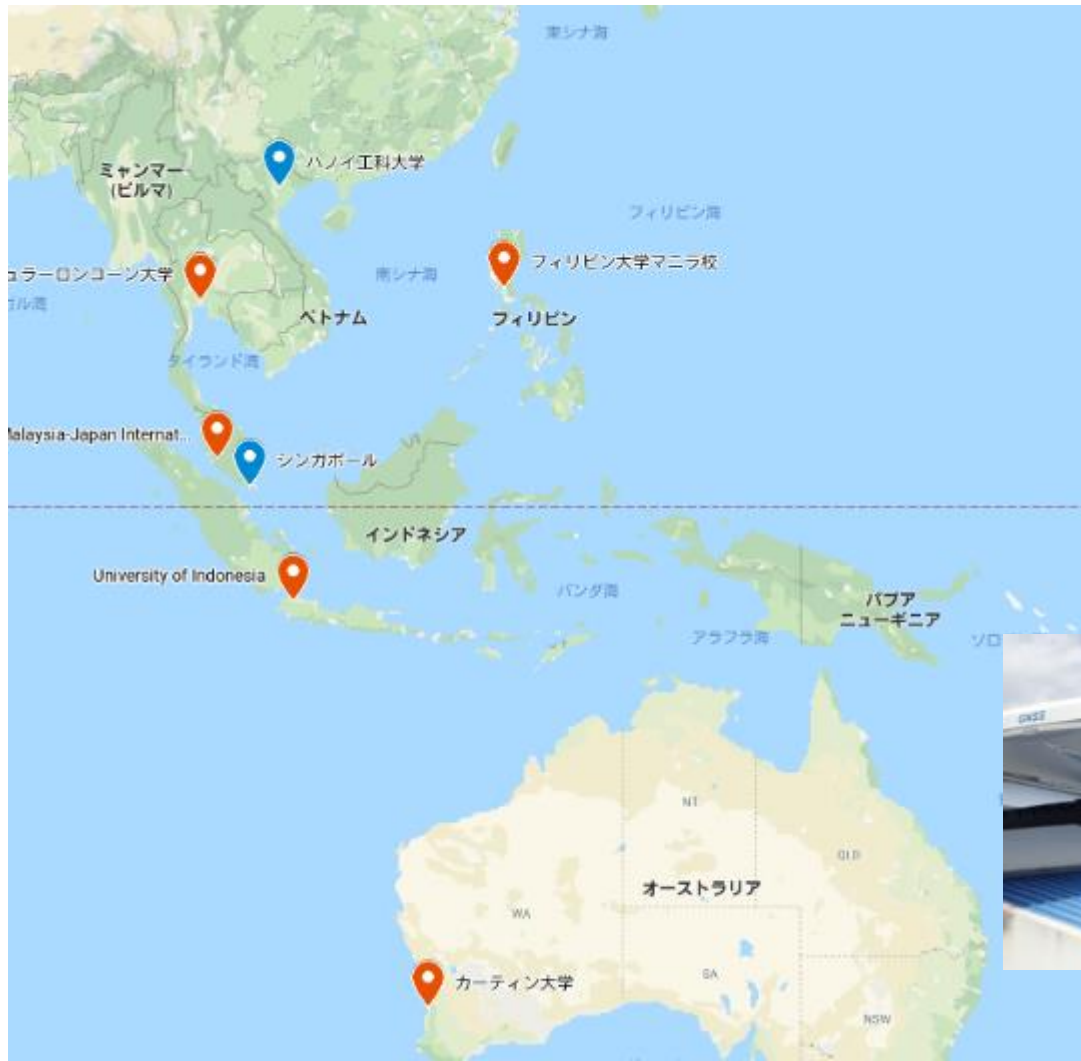 東シナ海
ハノイ工科大学
ミャンマー
(ビルマ)
フィリピン海
ュラーロンコーン大学
フィリピン大学マニラ校
南シナ海
ベトナム
フィリピン
タイランド湾
Malaysia-Japan Internat...
シンガポール
インドネシア
University of Indonesia
バンダ海
パプア
ニューギニア
アラフラ海
ソロ
GNSS
NT
QLD
オーストラリア
WA
SA
カーティン大学
NSW